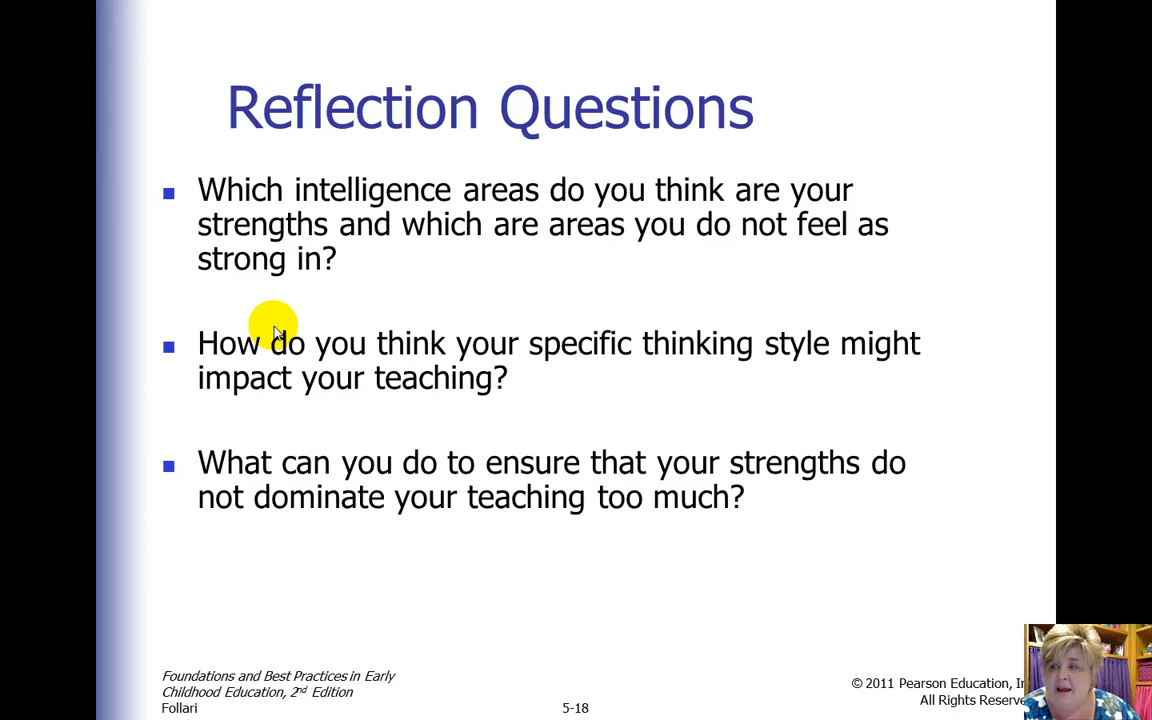 Reflection Questions
Which intelligence areas do you think are your
strengths and which are areas you do not feel as
strong in?
How do you think your specific thinking style might
impact your teaching?
What can you do to ensure that your strengths do
not dominate your teaching too much?
Foundations and Best Practices in Early
Childhood Education, 2nd Edition
Follari
5-18
© 2011 Pearson Education,
All Rights